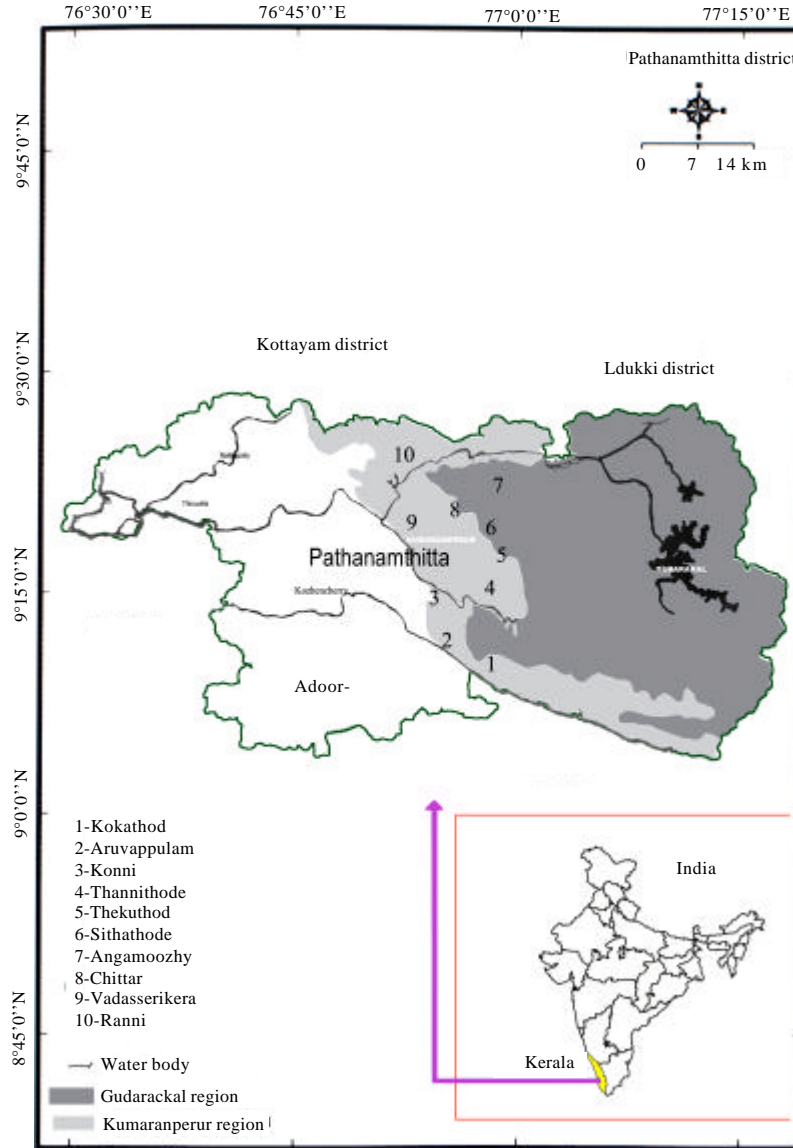 76°30'0''E 76°45'0''E 77°0'0''E 77°15'0''E
Pathanamthitta district
0 7 14 km
9°45'0''N
Kottayam district
9°30'0''N
Ldukki district
10
7
8
9
6
5
Pathanamthitta
9°15'0''N
4
3
Kozhencherry
2
1
Adoor-
9°0'0''N
1-Kokathod
2-Aruvappulam
3-Konni
4-Thannithode
5-Thekuthod
6-Sithathode
7-Angamoozhy
8-Chittar
9-Vadasserikera
10-Ranni
India
8°45'0''N
Water body
Kerala
Gudarackal region
Kumaranperur region